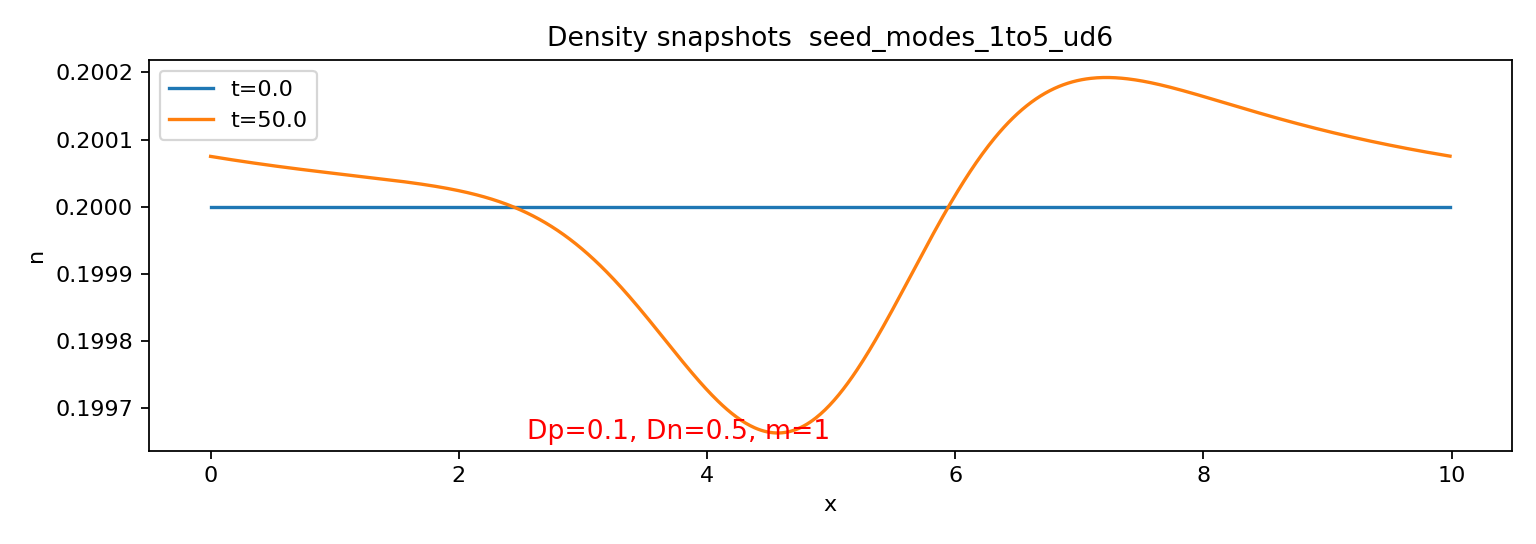 Density snapshots  seed_modes_1to5_ud6
0.2002
0.2001
0.2000
0.1999
0.1998
0.1997
n
t=0.0
t=50.0
Dp=0.1, Dn=0.5, m=1
0 2 4 6 8 10
x